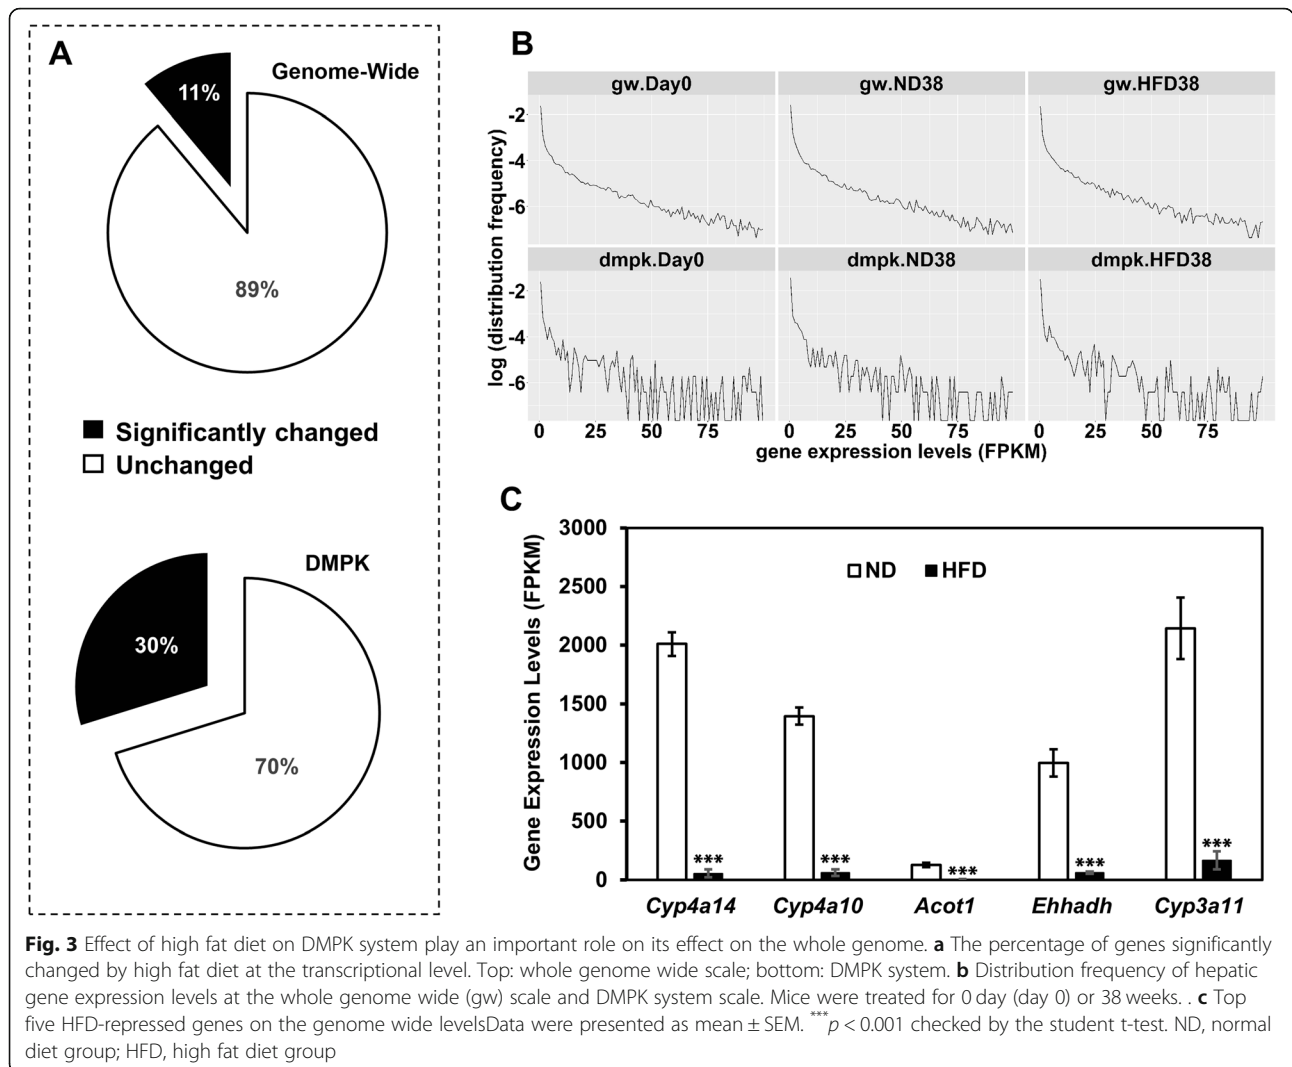 A
Genome-Wide
11%
89%
Significantly changed
Unchanged
DMPK
30%
70%
B
gw.Day0 gw.ND38 gw.HFD38
dmpk.Day0 dmpk.ND38 dmpk.HFD38
log (distribution frequency)
-2
-4
-6
-2
-4
-6
0 25 50 75 0 25 50 75 0 25 50 75
gene expression levels (FPKM)
C
Gene Expression Levels (FPKM)
3000
2500
2000
1500
1000
500
0
ND HFD
*** *** *** *** ***
Cyp4a14 Cyp4a10 Acot1 Ehhadh Cyp3a11
Fig. 3 Effect of high fat diet on DMPK system play an important role on its effect on the whole genome. a The percentage of genes significantly
changed by high fat diet at the transcriptional level. Top: whole genome wide scale; bottom: DMPK system. b Distribution frequency of hepatic
gene expression levels at the whole genome wide (gw) scale and DMPK system scale. Mice were treated for 0 day (day 0) or 38 weeks. . c Top
five HFD-repressed genes on the genome wide levelsData were presented as mean ± SEM. ***p < 0.001 checked by the student t-test. ND, normal
diet group; HFD, high fat diet group